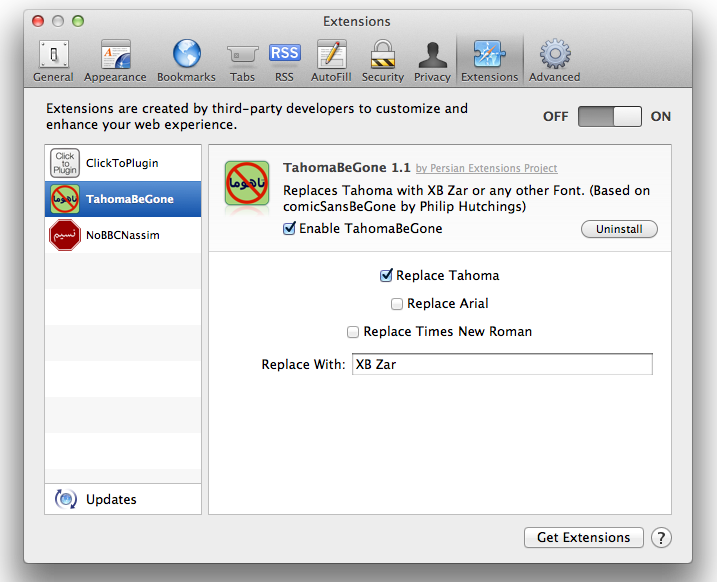 Extensions
General Appearance Bookmarks Tabs RSS RSS AutoFill Security Privacy Extensions Advanced
Extensions are created by third-party developers to customize and
enhance your web experience.
OFF ON
Click to Plugin
ClickToPlugin
تاهوما
TahomaBeGone
نسیم
NoBBCNassim
Updates
تاهوما
TahomaBeGone 1.1 by Persian Extensions Project
Replaces Tahoma with XB Zar or any other Font. (Based on
comicSansBeGone by Philip Hutchings)
Enable TahomaBeGone
Uninstall
Replace Tahoma
Replace Arial
Replace Times New Roman
Replace With: XB Zar
Get Extensions ?